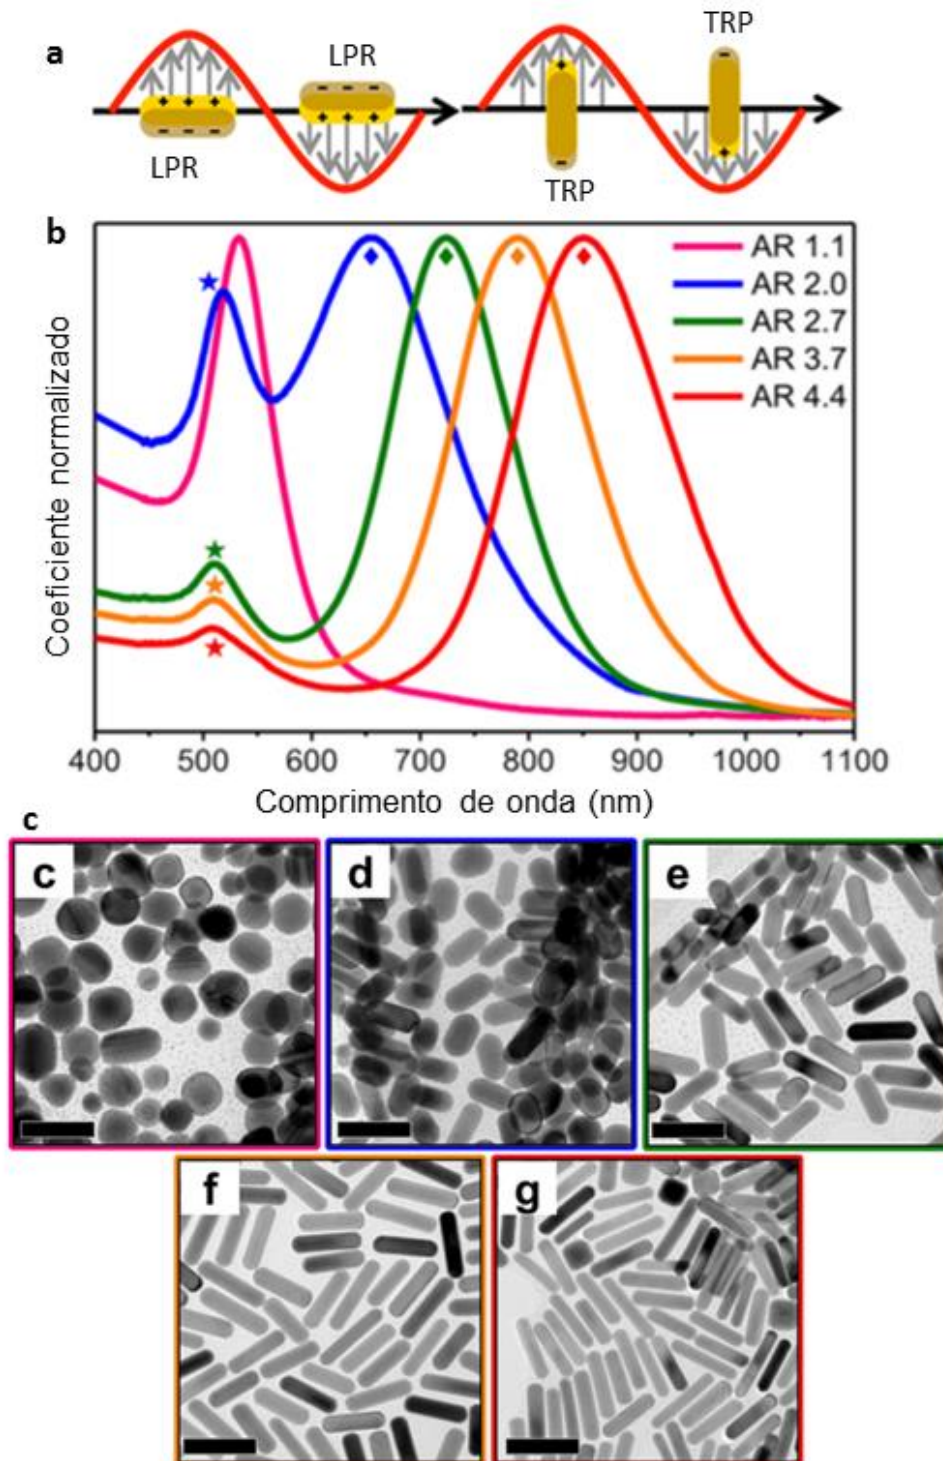 a
LPR
LPR
TRP
TRP
b
Coeficiente normalizado
AR 1.1
AR 2.0
AR 2.7
AR 3.7
AR 4.4
400 500 600 700 800 900 1000 1100
Comprimento de onda (nm)
c
c
d
e
f
g